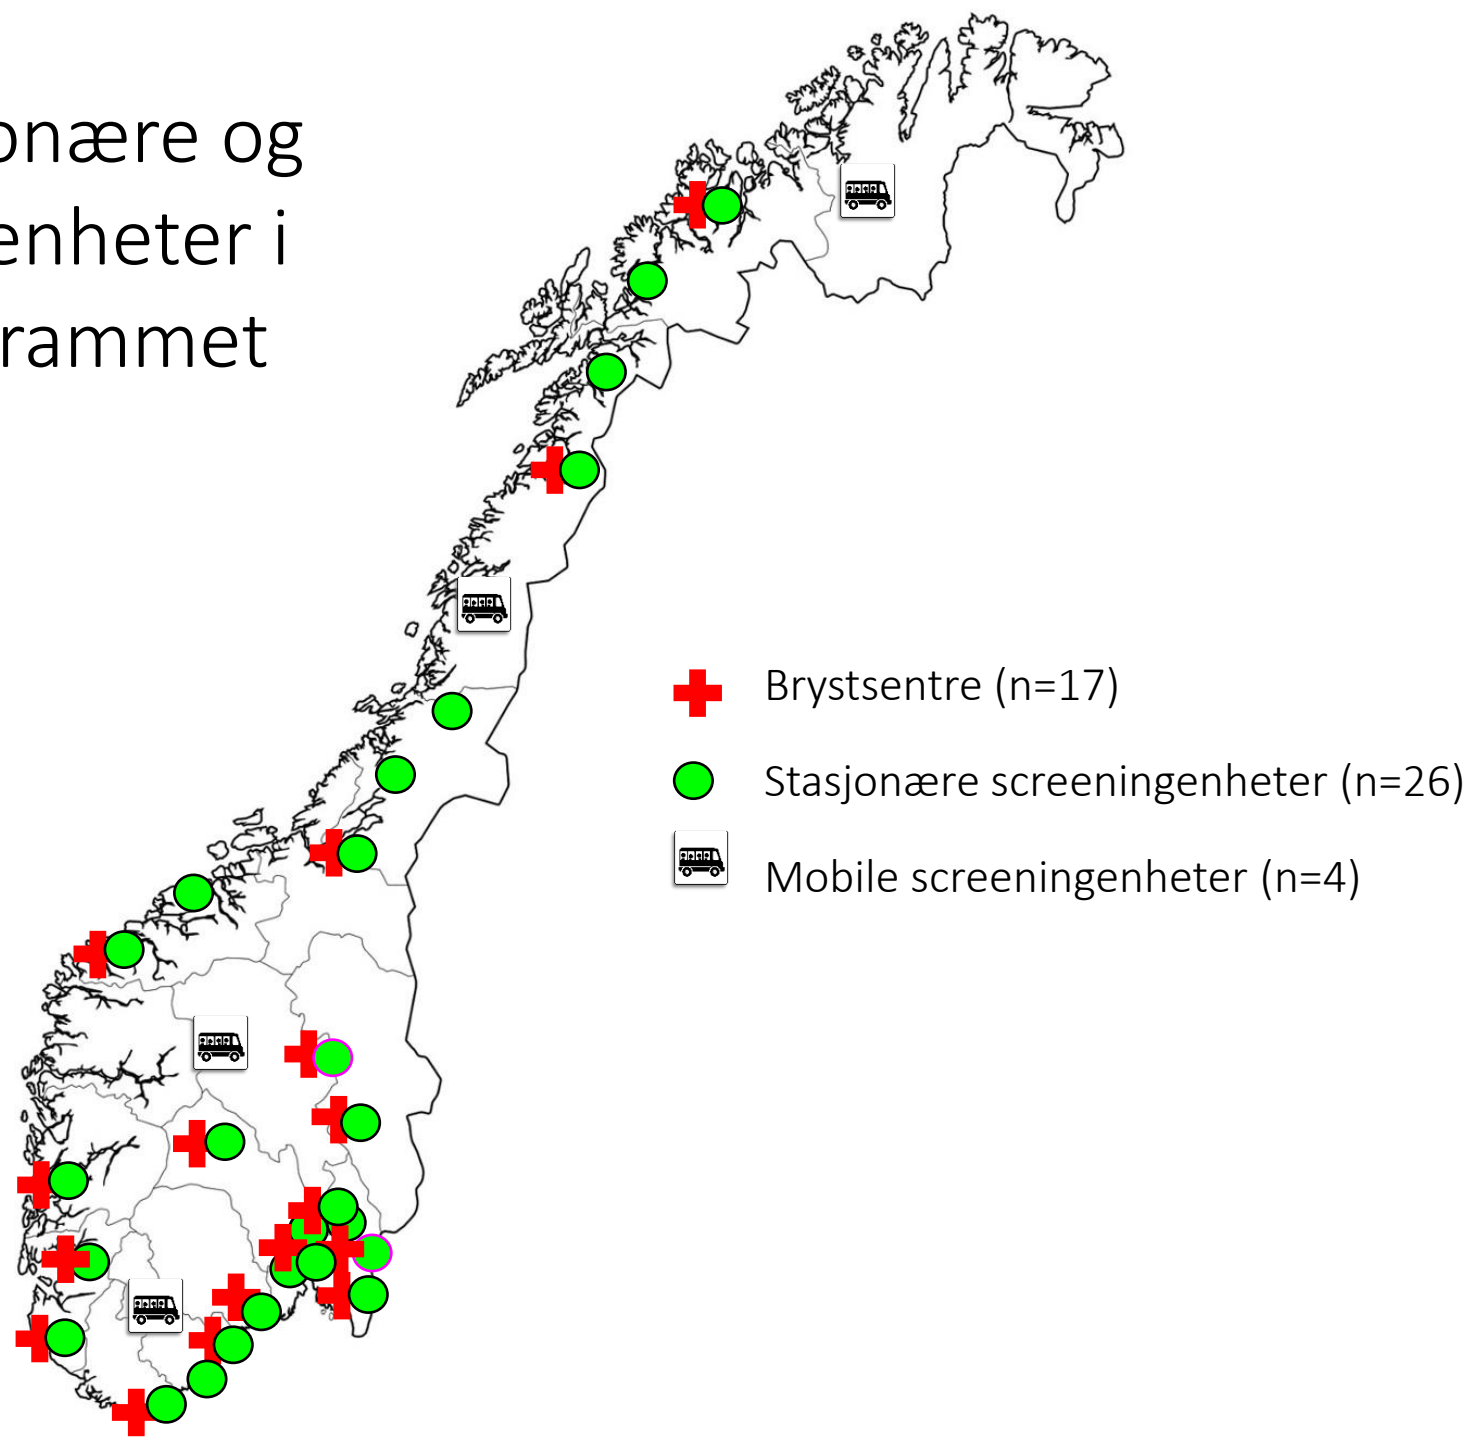 onære og
enheter i
rammet
Brystsentre (n=17)
Stasjonære screeningenheter (n=26)
Mobile screeningenheter (n=4)